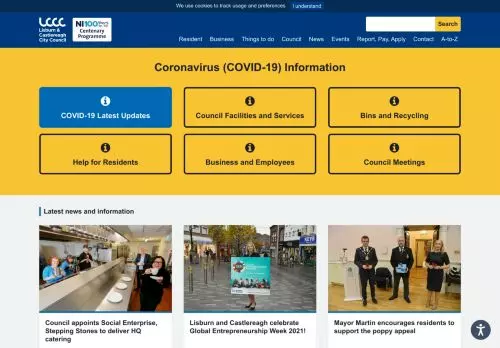 We use cookies to track usage and preferences I understand
LCCC
Lisburn &
Castlereagh
City Council
NI100
Centenary
Programme
Search
Resident Business Things to do Council News Events Report, Pay, Apply Contact A-to-Z
Coronavirus (COVID-19) Information
COVID-19 Latest Updates Council Facilities and Services Bins and Recycling
Help for Residents Business and Employees Council Meetings
Latest news and information
Council appoints Social Enterprise, Lisburn and Castlereagh celebrate Mayor Martin encourages residents to
Stepping Stones to deliver HQ Global Entrepreneurship Week 2021! support the poppy appeal
catering